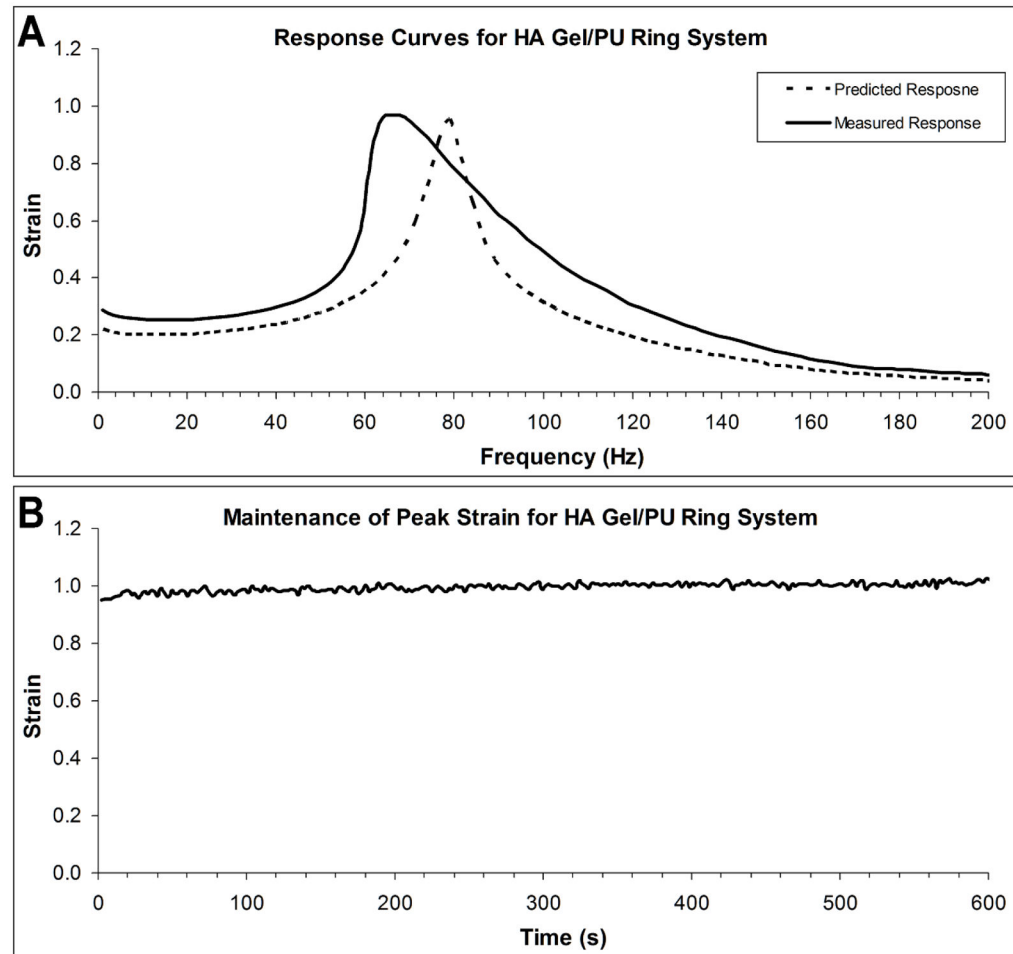 A
Response Curves for HA Gel/PU Ring System
1.2
1.0
0.8
0.6
0.4
0.2
0.0
Strain
Predicted Resposne
Measured Response
0 20 40 60 80 100 120 140 160 180 200
Frequency (Hz)
B
Maintenance of Peak Strain for HA Gel/PU Ring System
1.2
1.0
0.8
0.6
0.4
0.2
0.0
Strain
0 100 200 300 400 500 600
Time (s)